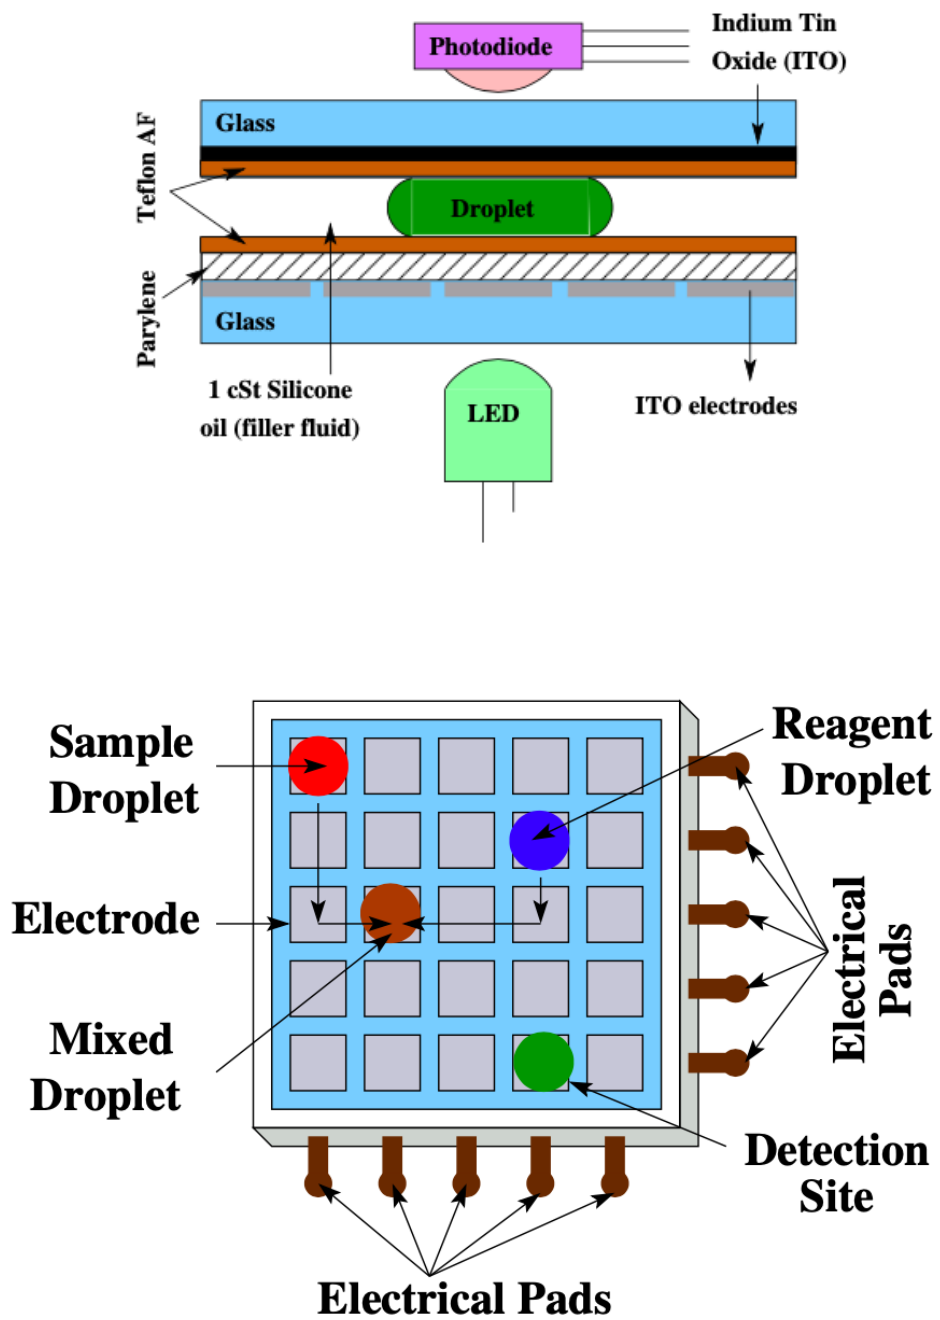 Indium Tin
Oxide (ITO)
Photodiode
Glass
Teflon AF
Droplet
Parylene
Glass
1 cSt Silicone
oil (filler fluid)
LED
ITO electrodes
Sample
Droplet
Reagent
Droplet
Electrode
Electrical
Pads
Mixed
Droplet
Detection
Site
Electrical Pads